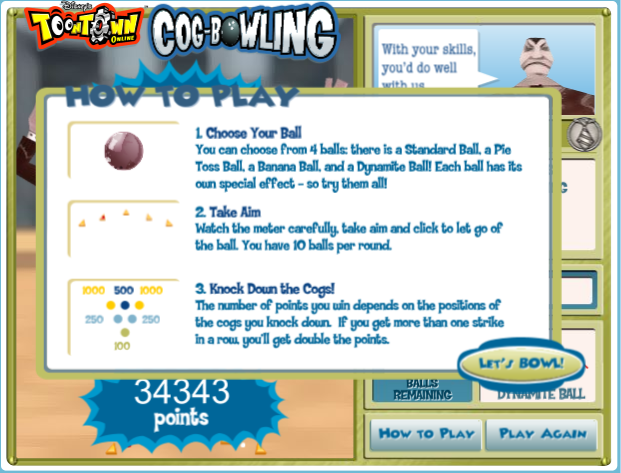 Disney's
TOONTOWN
ONLINE
COG-BOWLING
With your skills,
you'd do well
with us
HOW TO PLAY
1. Choose Your Ball
You can choose from 4 balls: there is a Standard Ball, a Pie
Toss Ball, a Banana Ball, and a Dynamite Ball! Each ball has its
own special effect - so try them all!
2. Take Aim
Watch the meter carefully, take aim and click to let go of
the ball. You have 10 balls per round.
1000 500 1000
250 250
100
3. Knock Down the Cogs!
The number of points you win depends on the positions of
the cogs you knock down. If you get more than one strike
in a row, you'll get double the points.
LET'S BOWL!
34343
points
BALLS
REMAINING
DYNAMITE BALL
HOW TO PLAY
PLAY AGAIN